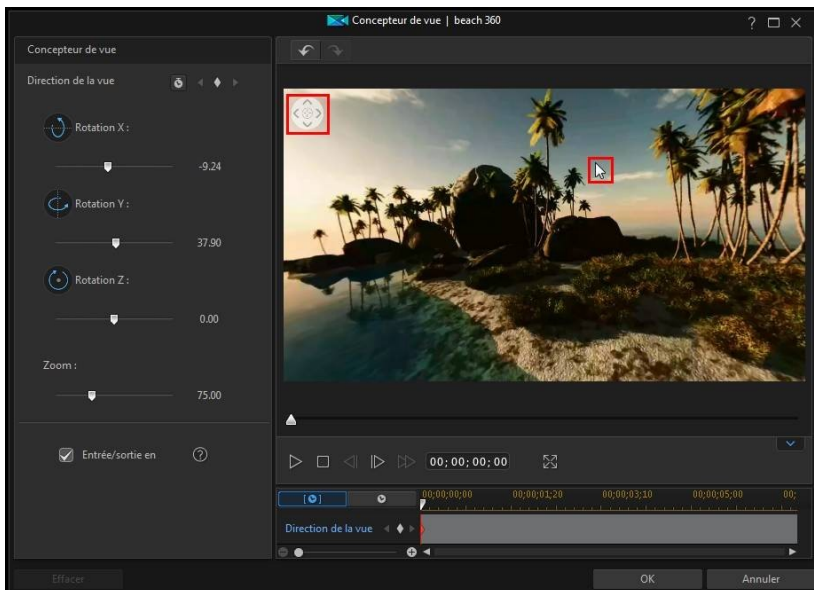 Concepteur de vue | beach 360
Concepteur de vue
Direction de la vue
Rotation X :
-9.24
Rotation Y :
37.90
Rotation Z :
0.00
Zoom :
75.00
Entrée/sortie en
00; 00; 00; 00
00;00;00;00 00;00;01;20 00;00;03;10 00;00;05;00 00;
Direction de la vue
Effacer OK Annuler